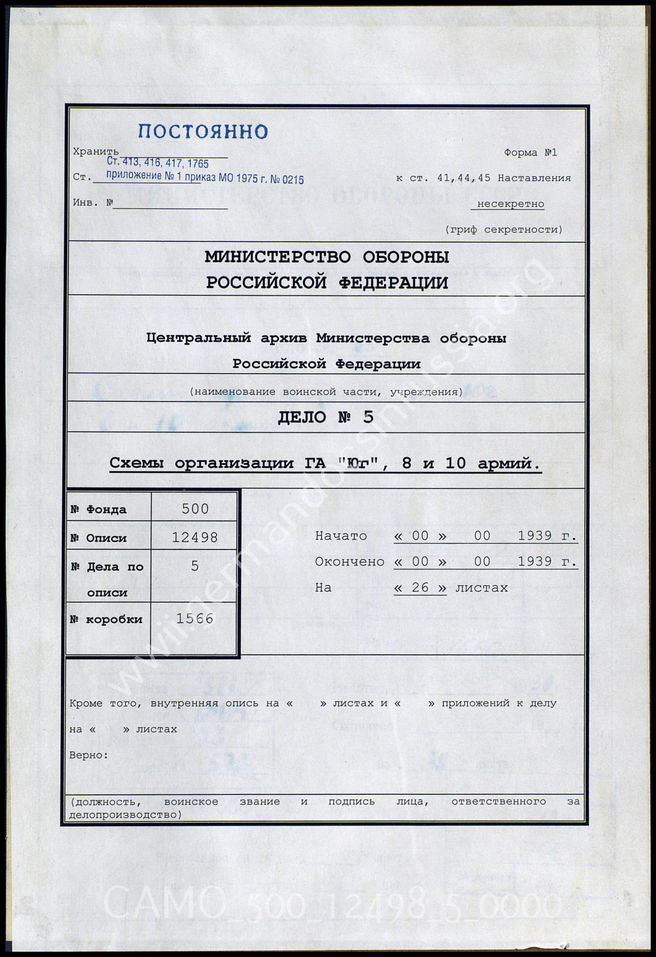 ПОСТОЯННО
Хранить
Ст. 413, 416, 417, 1765
Форма №1
Ст. приложение № 1 приказ МО 1975 г. № 0215
к ст. 41,44,45 Наставления
Инв. №
несекретно
(гриф секретности)
МИНИСТЕРСТВО ОБОРОНЫ
РОССИЙСКОЙ ФЕДЕРАЦИИ
Центральный архив Министерства обороны
Российской Федерации
(наименование воинской части, учреждения)
ДЕЛО № 5
Схемы организации ГА "Юг", 8 и 10 армий.
№ Фонда 500
№ Описи 12498
№ Дела по описи 5
№ коробки 1566
Начато « 00 » 00 1939 г.
Окончено « 00 » 00 1939 г.
На « 26 » листах
Кроме того, внутренняя опись на « » листах и « » приложений к делу
на « » листах
Верно:
(должность, воинское звание и подпись лица, ответственного за
делопроизводство)
www.germandocsinrussia.org
CAMO_500_12498_5_0000